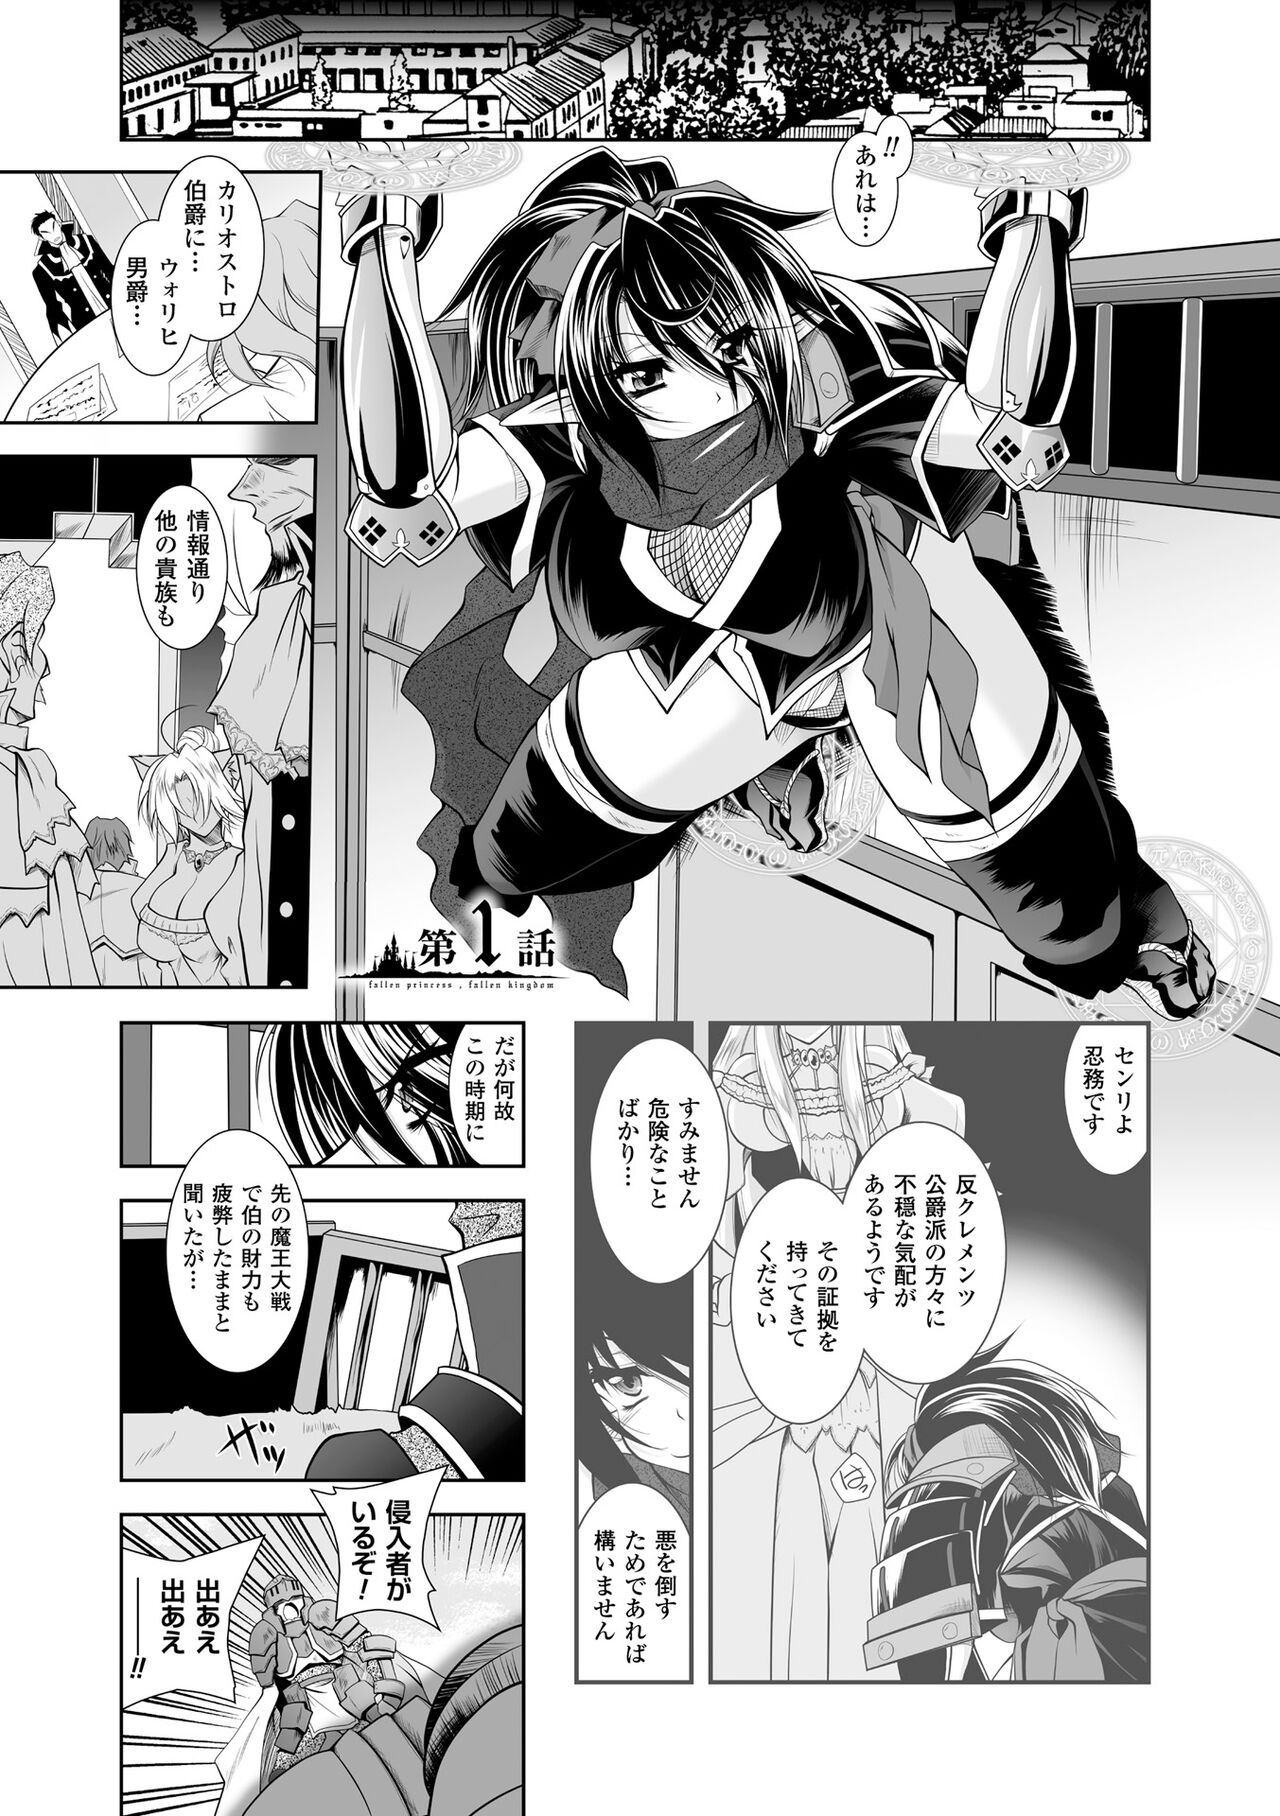 !!
あれは…
カリオストロ
伯爵に…
ウォリヒ
男爵…
情報通り
他の貴族も
第1話
fallen princess , fallen kingdom
センリよ
忍務です
反クレメンツ
公爵派の方々に
不穏な気配が
あるようです
その証拠を
持ってきて
ください
はっ
すみません
危険なこと
ばかり…
悪を倒す
ためであれば
構いません
だが何故
この時期に
先の魔王大戦
で伯の財力も
疲弊したままと
聞いたが…
ザッ
侵入者が
いるぞ!
出あえ
出あえ
――!!